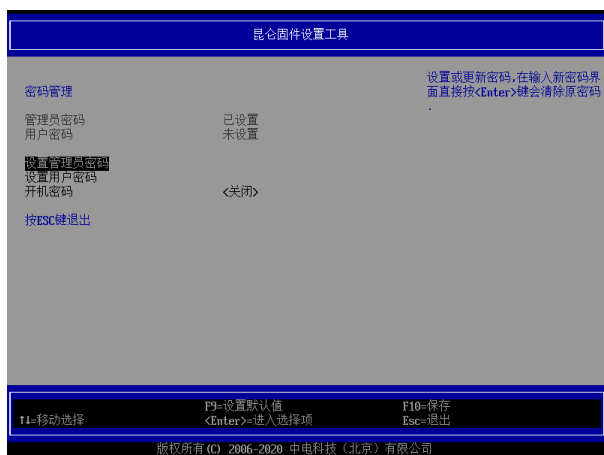 昆仑固件设置工具
密码管理
设置或更新密码,在输入新密码界
面直接按<Enter>键会清除原密码
.
管理员密码 已设置
用户密码 未设置
设置管理员密码
设置用户密码
开机密码 <关闭>
按ESC键退出
F9=设置默认值 F10=保存
↑↓=移动选择 <Enter>=进入选择项 Esc=退出
版权所有(C) 2006-2020 中电科技（北京）有限公司